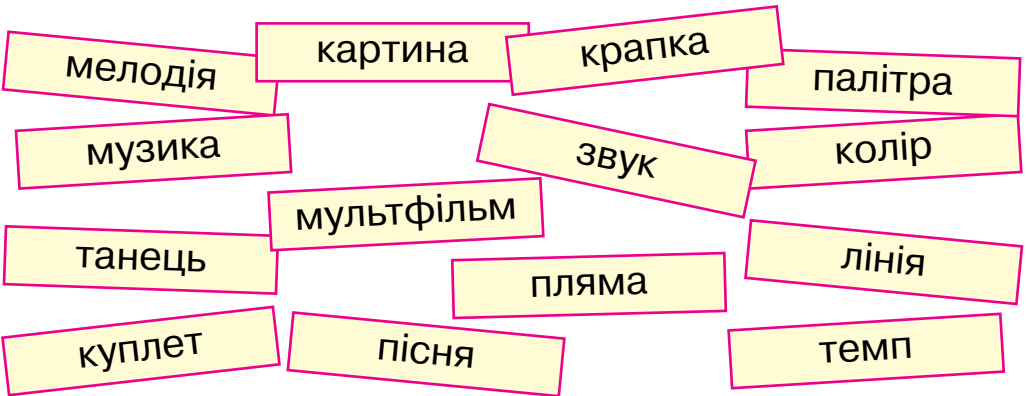 мелодія
картина
крапка
палітра
музика
звук
колір
мультфільм
танець
пляма
лінія
куплет
пісня
темп